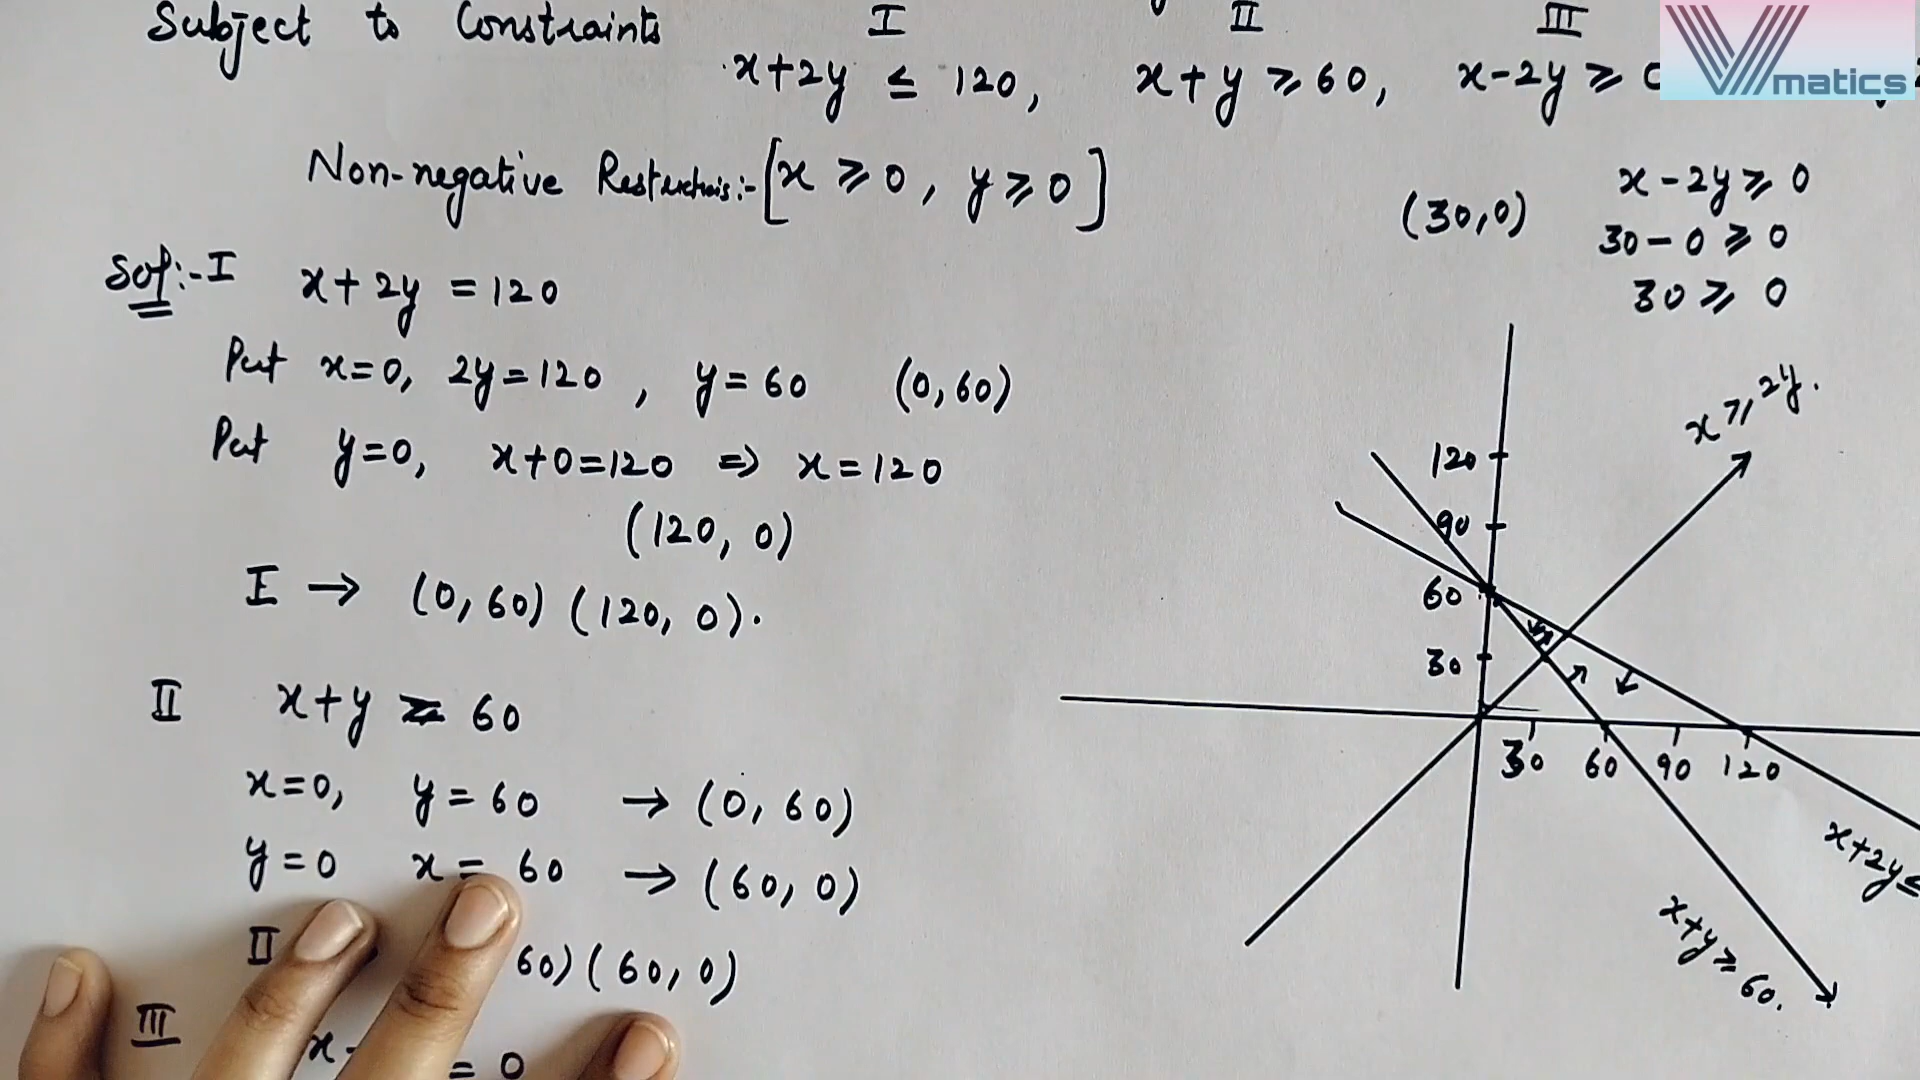 Subject to Constraints I II III
x+2y ≤ 120, x+y ≥ 60, x-2y ≥ 0
Vmatics
Non-negative Restrictions:- [x ≥ 0, y ≥ 0]
(30,0)
x-2y ≥ 0
30-0 ≥ 0
30 ≥ 0
Sol:- I x+2y = 120
Put x=0, 2y=120, y=60 (0,60)
Put y=0, x+0=120 ⇒ x=120
(120, 0)
I → (0,60) (120, 0).
II x+y = 60
x=0, y=60 → (0, 60)
y=0 x=60 → (60, 0)
II 60) (60, 0)
III x- = 0
x ≥ 2y.
120
90
60
30
30 60 90 120
x+2y ≤
x+y ≥ 60.